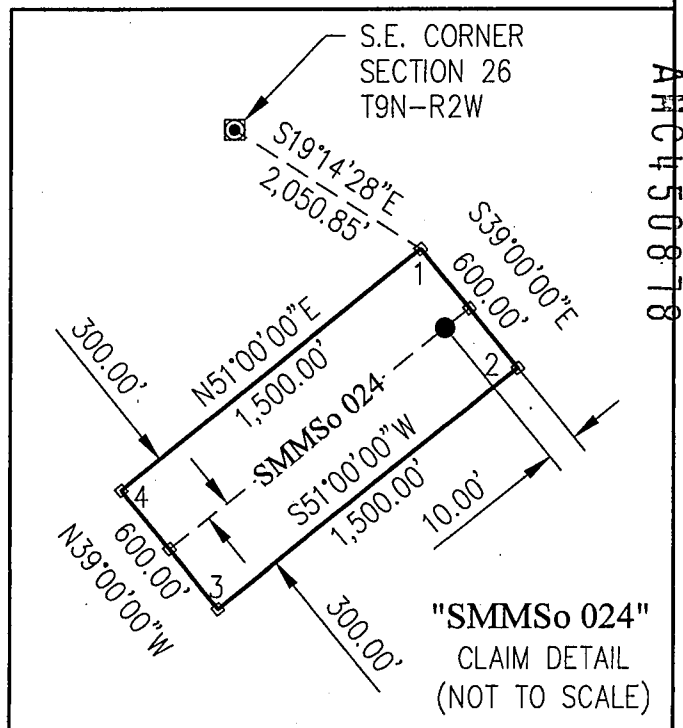 S.E. CORNER
SECTION 26
T9N-R2W
S19°14'28"E
2,050.85'
AMC450878
S39°00'00"E
600.00'
1
2
300.00'
N51°00'00"E
1,500.00'
SMMSo 024
S51°00'00"W
1,500.00'
10.00'
4
600.00'
N39°00'00"W
3
300.00'
"SMMSo 024"
CLAIM DETAIL
(NOT TO SCALE)